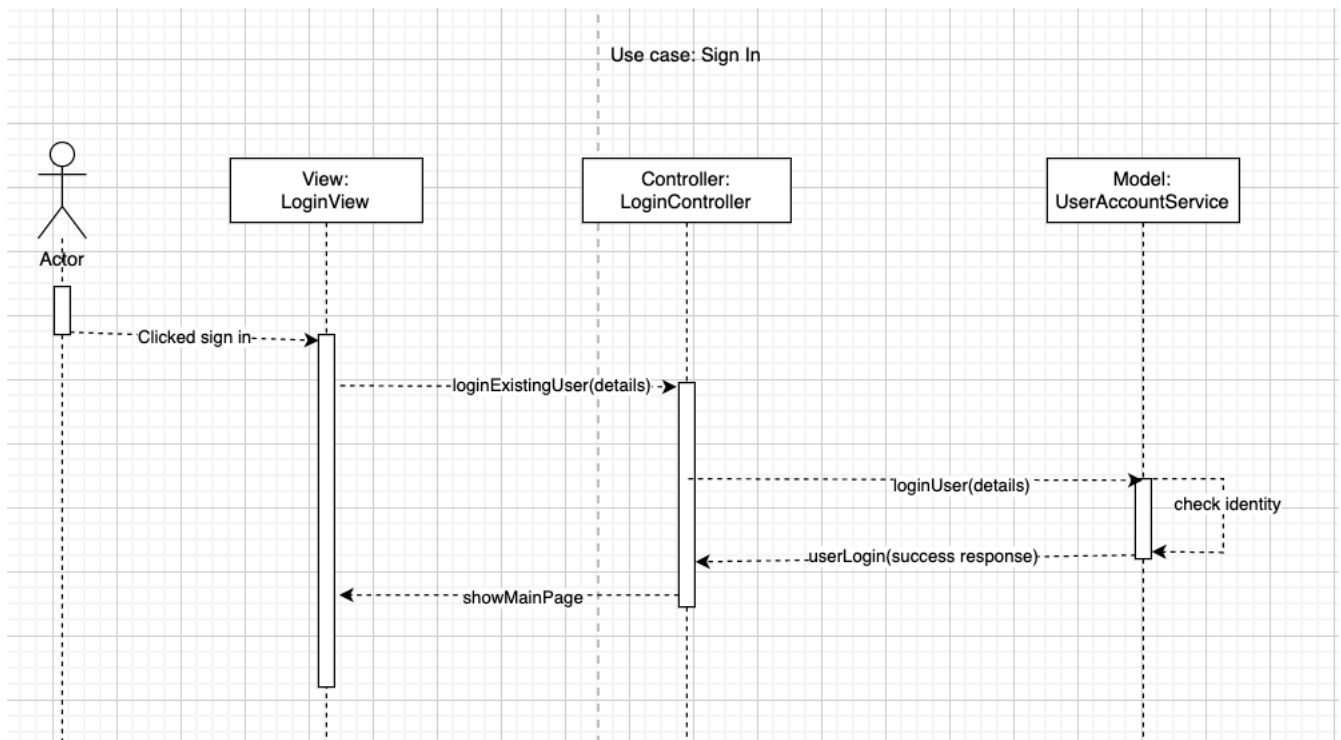 Use case: Sign In
View:
LoginView
Controller:
LoginController
Model:
UserAccountService
Actor
Clicked sign in
loginExistingUser(details)
loginUser(details)
check identity
userLogin(success response)
showMainPage